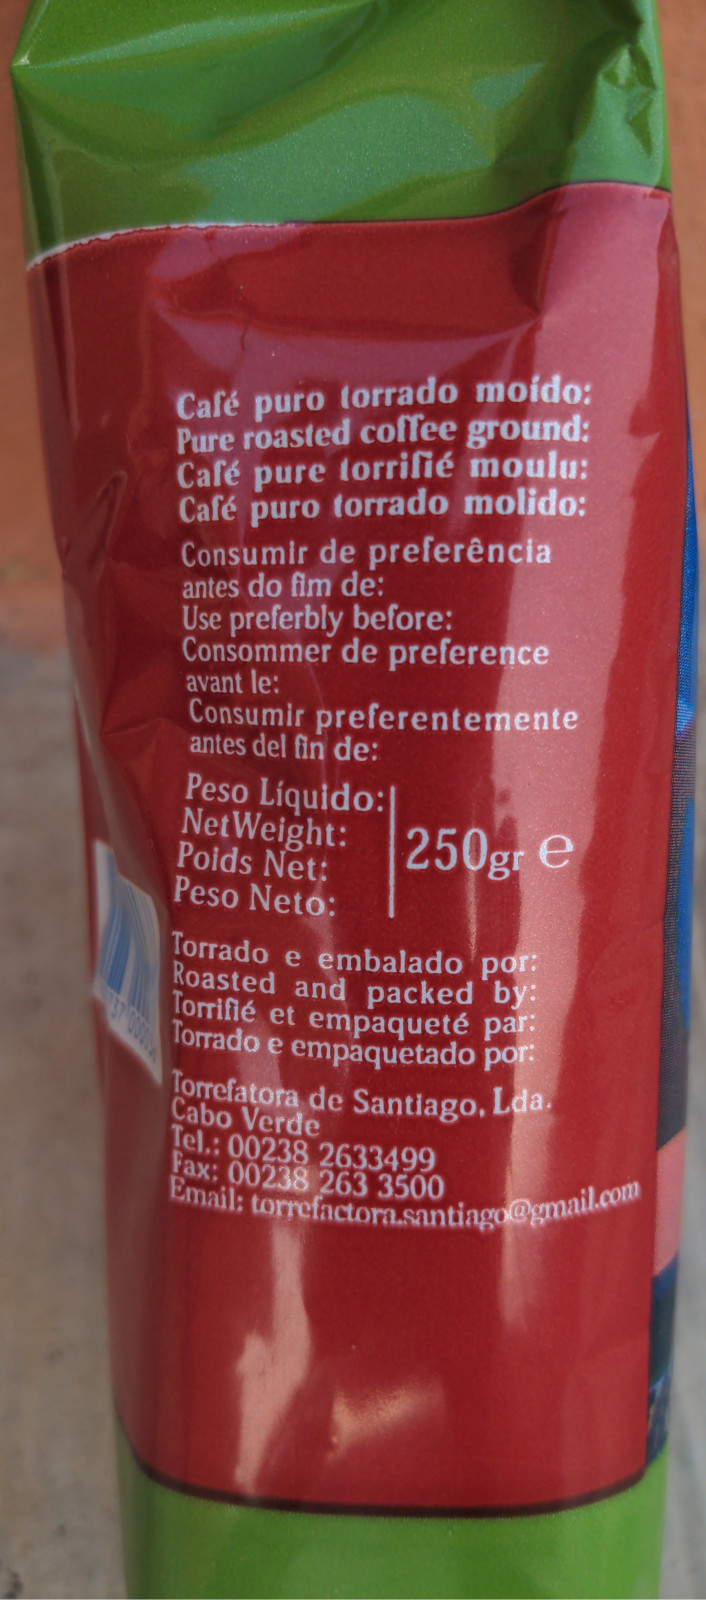 Café puro torrado moído:
Pure roasted coffee ground:
Café pure torrifié moulu:
Café puro torrado molido:
Consumir de preferência
antes do fim de:
Use preferbly before:
Consommer de preference
avant le:
Consumir preferentemente
antes del fin de:
Peso Líquido:
NetWeight:
Poids Net:
Peso Neto:
250gr e
Torrado e embalado por:
Roasted and packed by:
Torrifié et empaqueté par:
Torrado e empaquetado por:
Torrefatora de Santiago, Lda.
Cabo Verde
Tel.: 00238 2633499
Fax: 00238 263 3500
Email: torrefactora.santiago@gmail.com